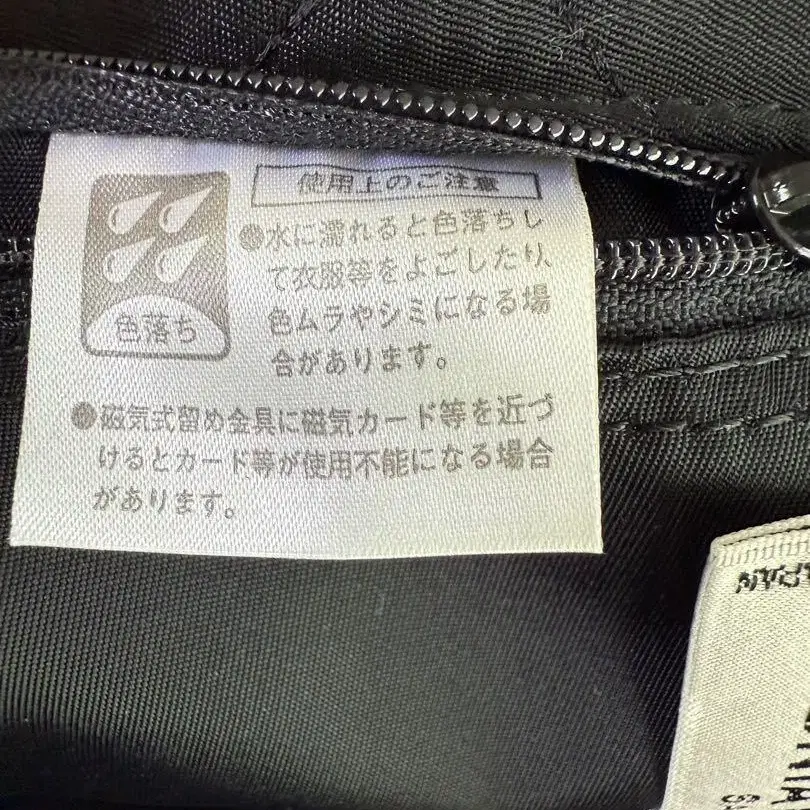 使用上のご注意
●水に濡れると色落ちし
て衣服等をよごしたり、
色ムラやシミになる場
合があります。
色落ち
●磁気式留め金具に磁気カード等を近づ
けるとカード等が使用不能になる場合
があります。